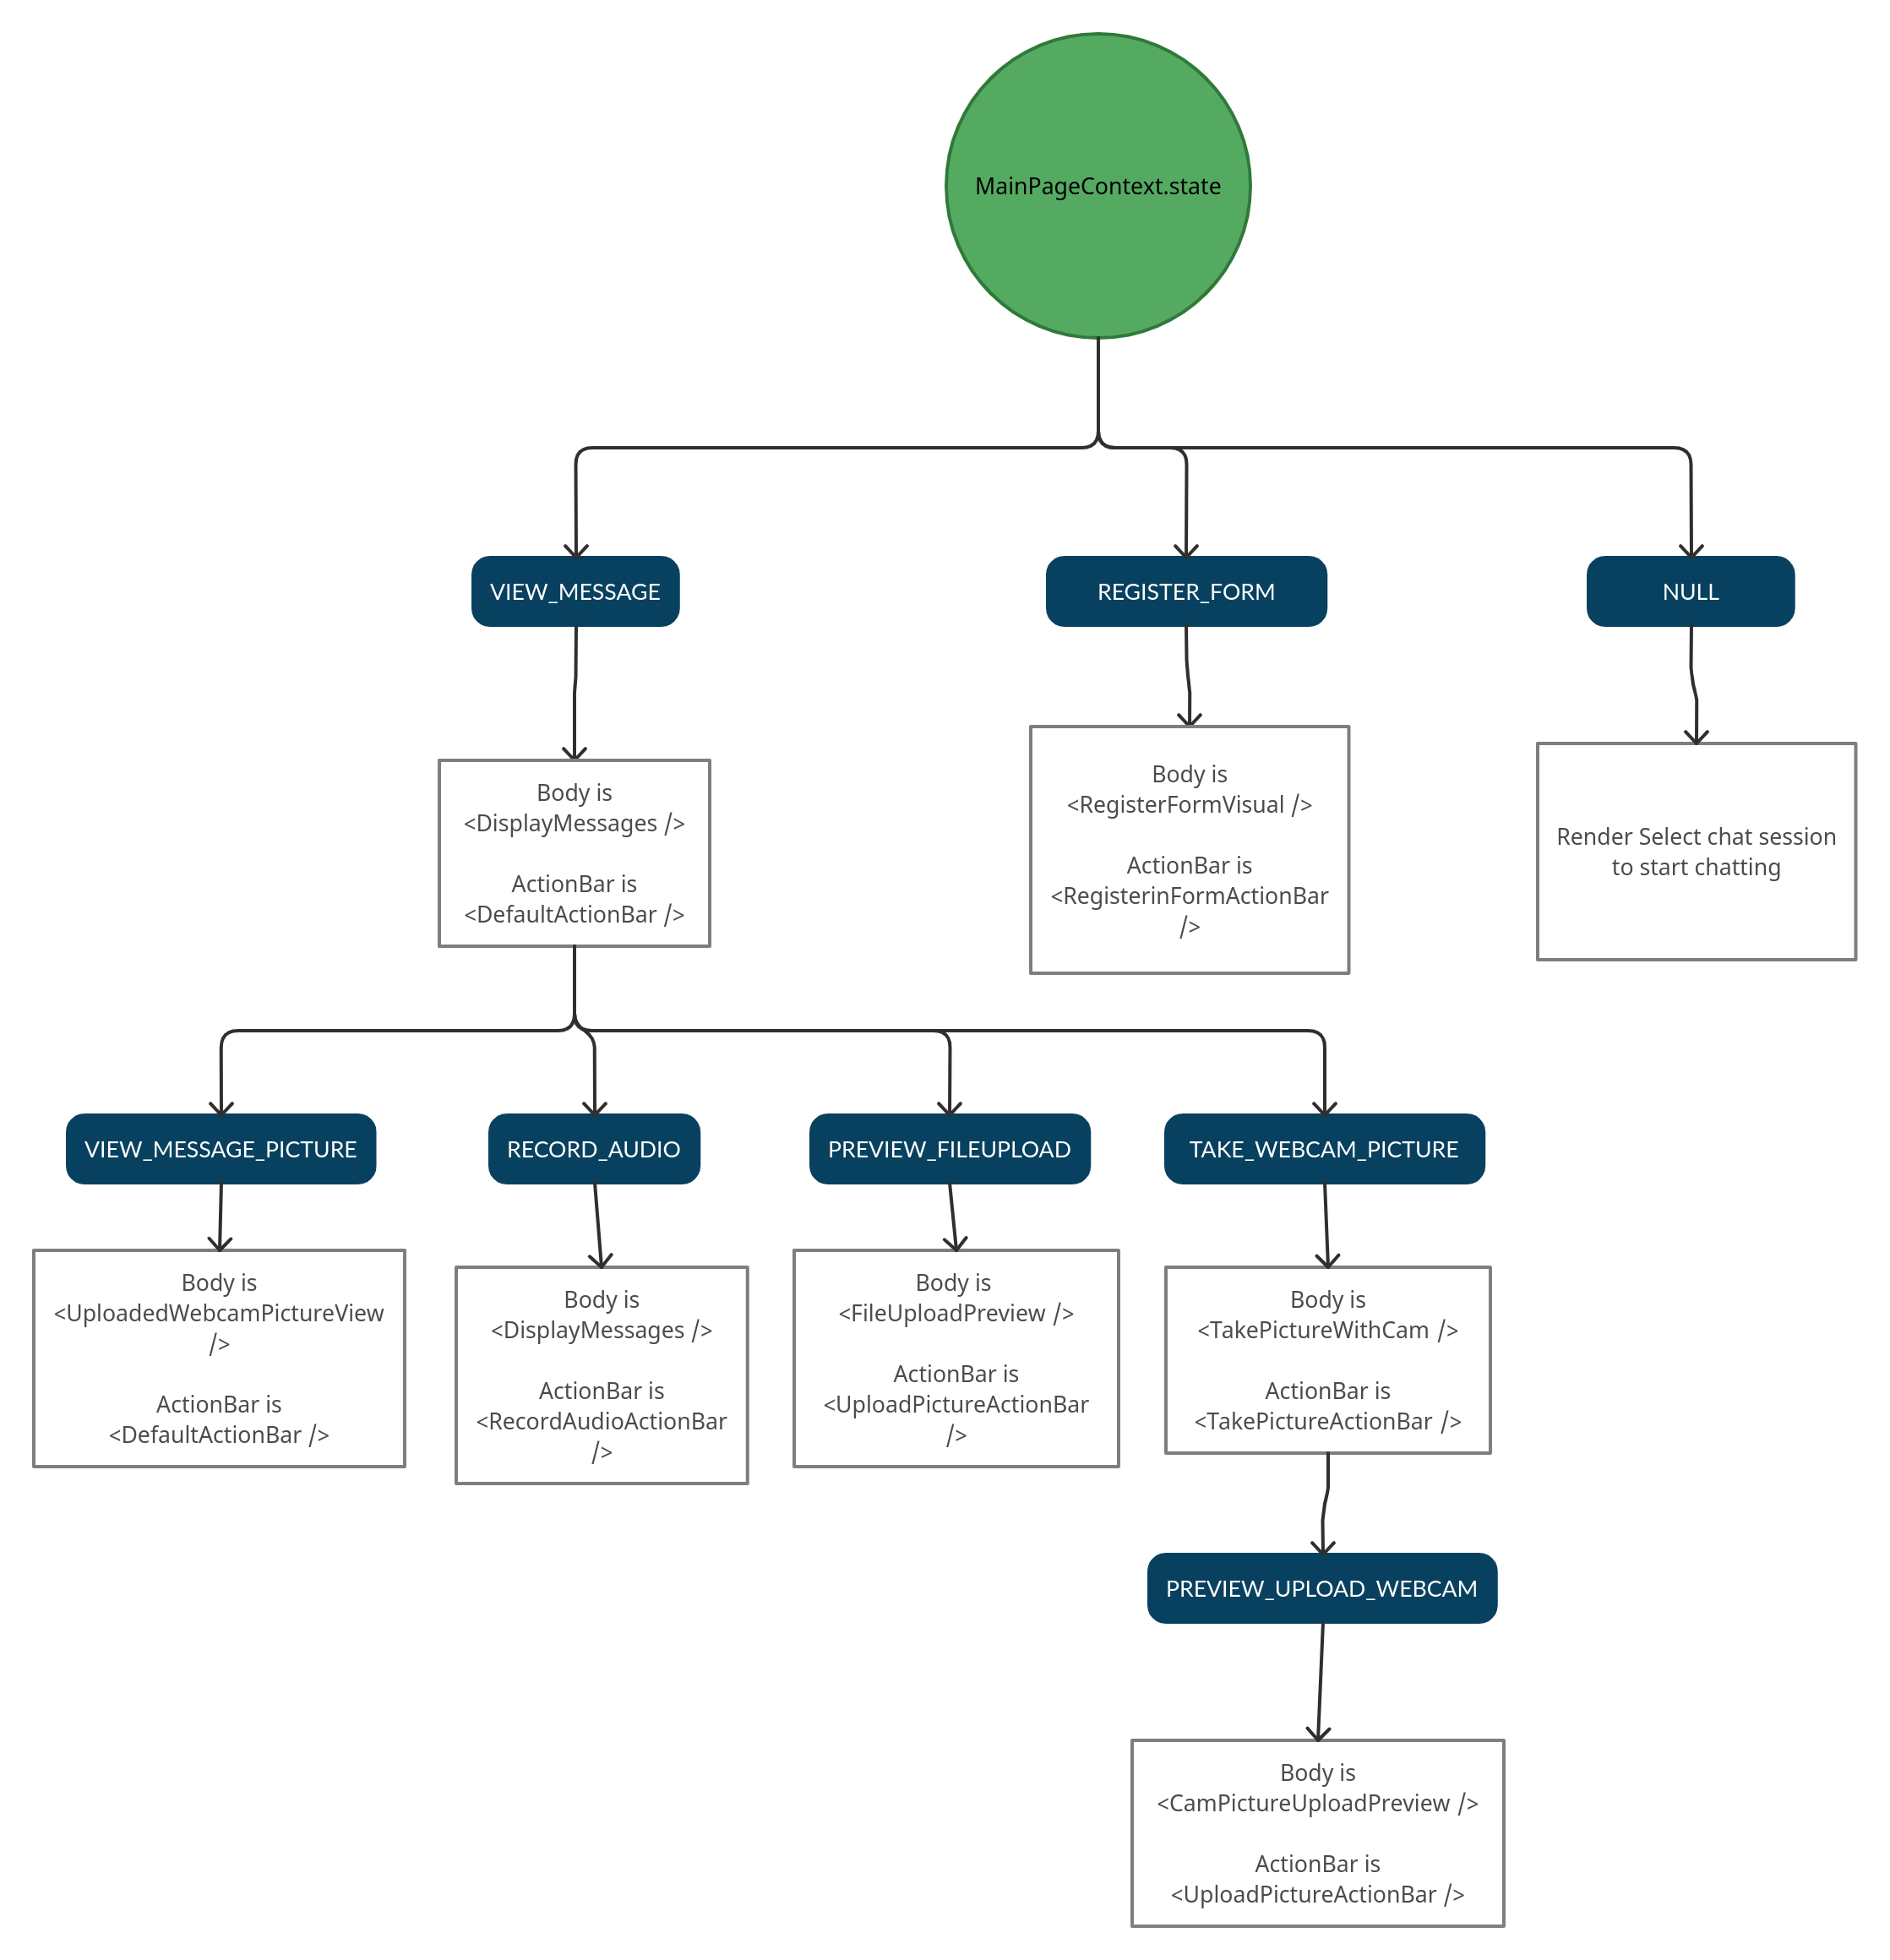 MainPageContext.state
VIEW_MESSAGE
REGISTER_FORM
NULL
Body is
<DisplayMessages />
ActionBar is
<DefaultActionBar />
Body is
<RegisterFormVisual />
ActionBar is
<RegisterinFormActionBar
/>
Render Select chat session
to start chatting
VIEW_MESSAGE_PICTURE
RECORD_AUDIO
PREVIEW_FILEUPLOAD
TAKE_WEBCAM_PICTURE
Body is
<UploadedWebcamPictureView
/>
ActionBar is
<DefaultActionBar />
Body is
<DisplayMessages />
ActionBar is
<RecordAudioActionBar
/>
Body is
<FileUploadPreview />
ActionBar is
<UploadPictureActionBar
/>
Body is
<TakePictureWithCam />
ActionBar is
<TakePictureActionBar />
PREVIEW_UPLOAD_WEBCAM
Body is
<CamPictureUploadPreview />
ActionBar is
<UploadPictureActionBar />